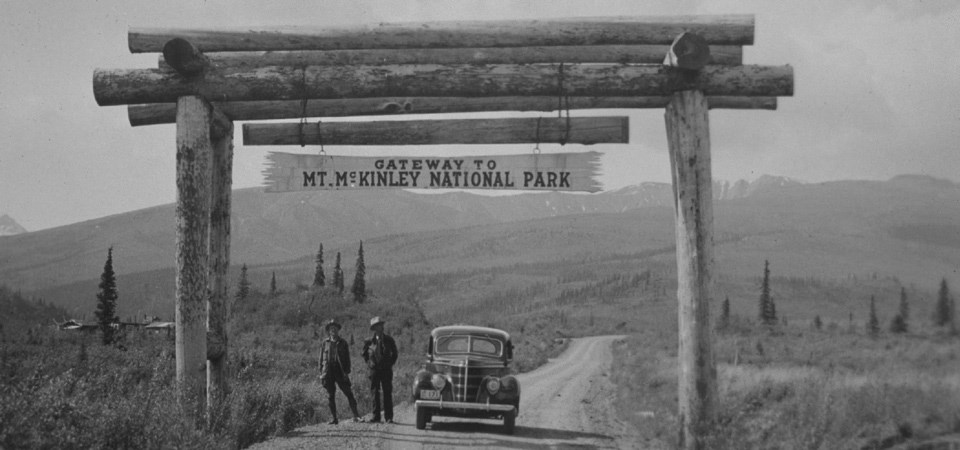 GATEWAY TO
MT. McKINLEY NATIONAL PARK